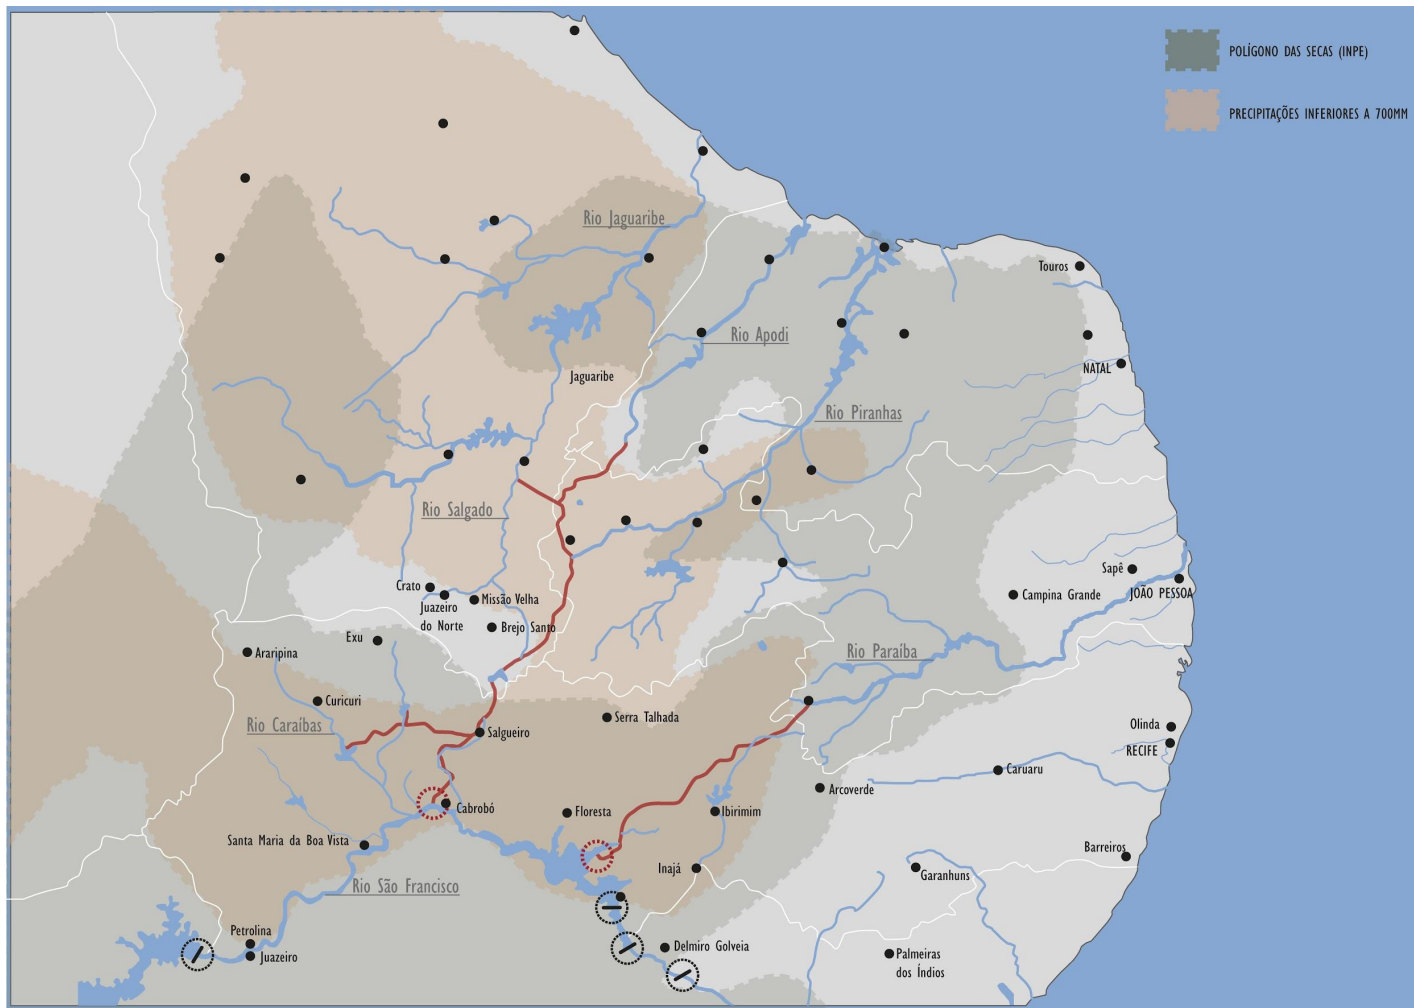 POLÍGONO DAS SECAS (INPE)
PRECIPITAÇÕES INFERIORES A 700MM
Rio Jaguaribe
Touros
Rio Apodi
NATAL
Jaguaribe
Rio Piranhas
Rio Salgado
Sapê
Crato
Juazeiro
do Norte
Missão Velha
Campina Grande
JOÃO PESSOA
Brejo Santo
Exu
Araripina
Rio Paraíba
Curicuri
Serra Talhada
Rio Caraíbas
Salgueiro
Olinda
RECIFE
Caruaru
Arcoverde
Cabrobó
Floresta
Ibirimim
Santa Maria da Boa Vista
Barreiros
Inajá
Garanhuns
Rio São Francisco
Petrolina
Juazeiro
Delmiro Golveia
Palmeiras
dos Índios